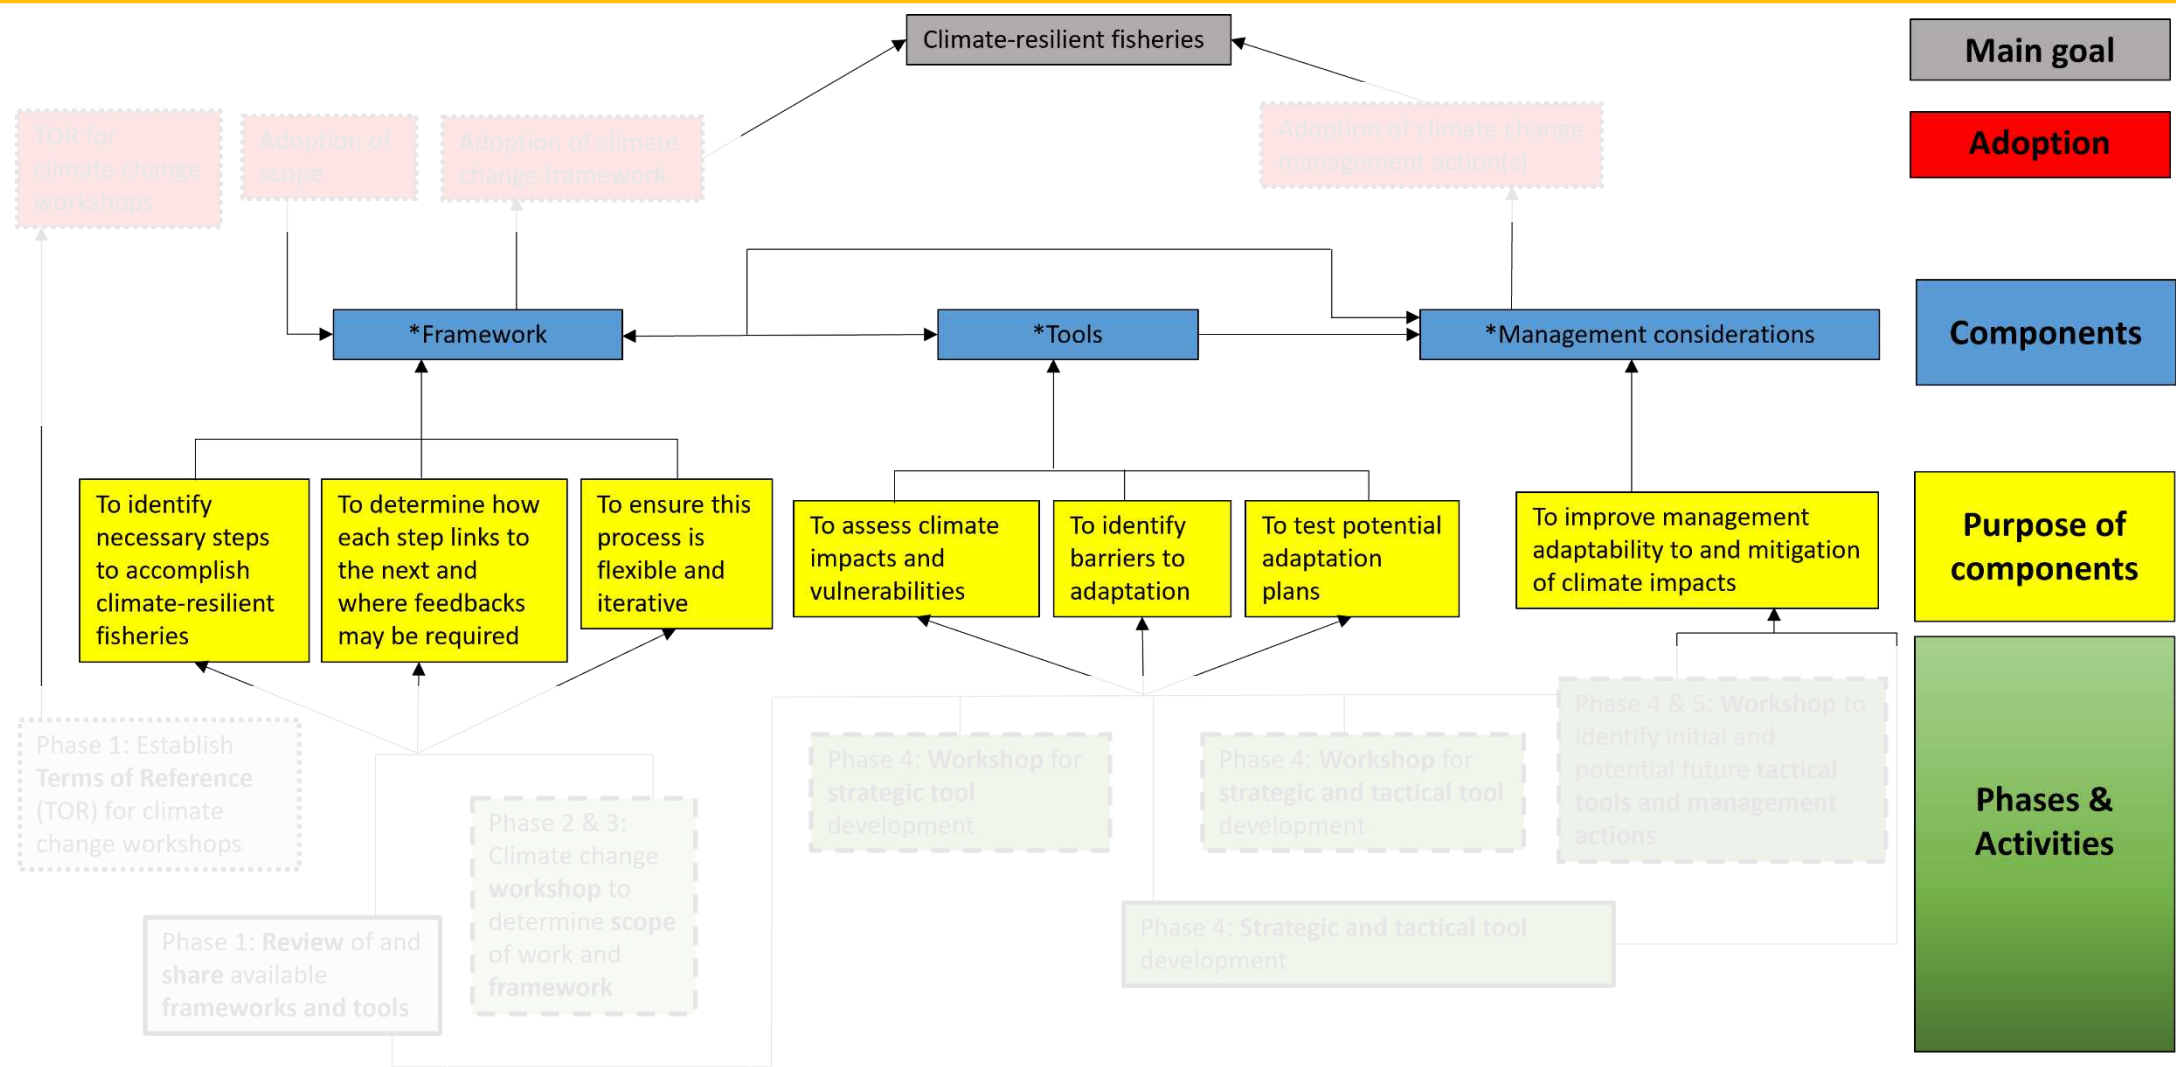 Climate-resilient fisheries
Main goal
TOR for
climate change
workshops
Adoption of
scope
Adoption of climate
change framework
Adoption of climate change
management action(s)
Adoption
*Framework
*Tools
*Management considerations
Components
To identify
necessary steps
to accomplish
climate-resilient
fisheries
To determine how
each step links to
the next and
where feedbacks
may be required
To ensure this
process is
flexible and
iterative
To assess climate
impacts and
vulnerabilities
To identify
barriers to
adaptation
To test potential
adaptation
plans
To improve management
adaptability to and mitigation
of climate impacts
Purpose of
components
Phase 1: Establish
Terms of Reference
(TOR) for climate
change workshops
Phase 1: Review of and
share available
frameworks and tools
Phase 2 & 3:
Climate change
workshop to
determine scope
of work and
framework
Phase 4: Workshop for
strategic tool
development
Phase 4: Workshop for
strategic and tactical tool
development
Phase 4: Strategic and tactical tool
development
Phase 4 & 5: Workshop to
identify initial and
potential future tactical
tools and management
actions
Phases &
Activities